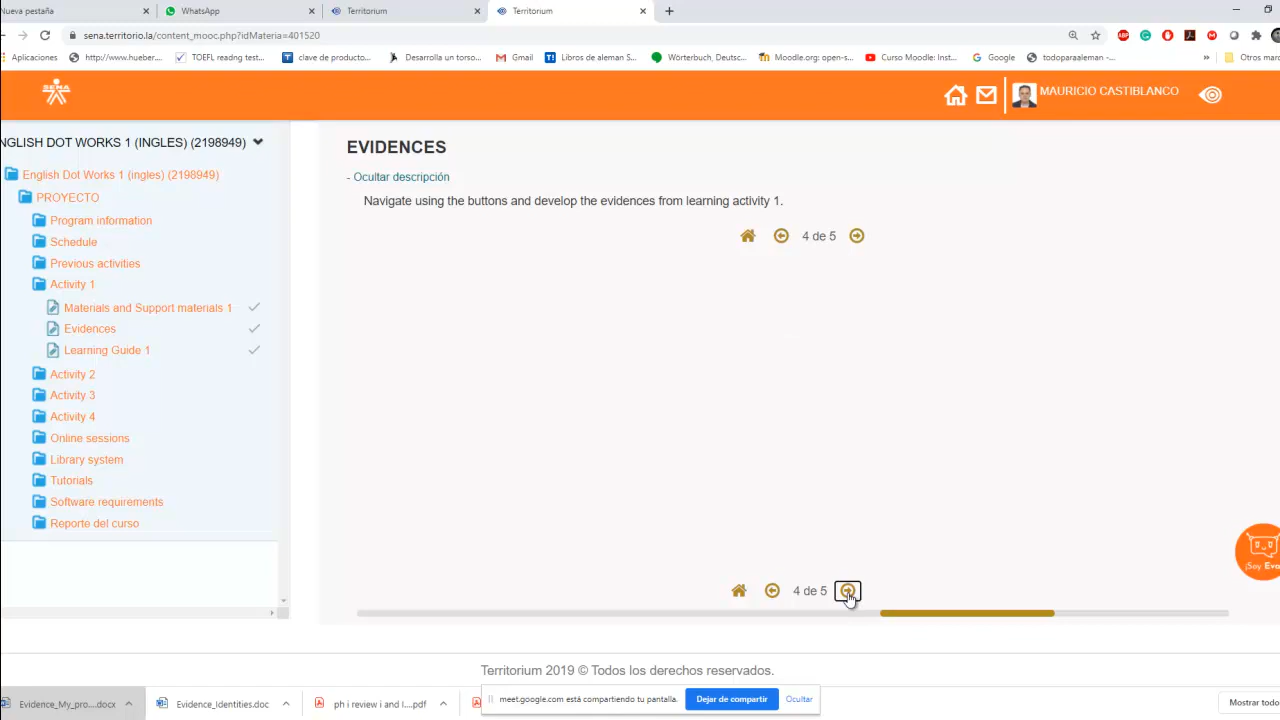 Nueva pestaña
WhatsApp
Territorium
Territorium
sena.territorio.la/content_mooc.php?idMateria=401520
Aplicaciones
http://www.hueber....
TOEFL readng test...
clave de producto...
Desarrolla un torso...
Gmail
Libros de aleman S...
Wörterbuch, Deutsc...
Moodle.org: open-s...
Curso Moodle: Inst...
Google
todoparaaleman -...
Otros marc
SENA
MAURICIO CASTIBLANCO
NGLISH DOT WORKS 1 (INGLES) (2198949)
English Dot Works 1 (ingles) (2198949)
PROYECTO
Program information
Schedule
Previous activities
Activity 1
Materials and Support materials 1
Evidences
Learning Guide 1
Activity 2
Activity 3
Activity 4
Online sessions
Library system
Tutorials
Software requirements
Reporte del curso
EVIDENCES
- Ocultar descripción
Navigate using the buttons and develop the evidences from learning activity 1.
4 de 5
4 de 5
¡Soy Evo
Territorium 2019 © Todos los derechos reservados.
Evidence_My_pro....docx
Evidence_Identities.doc
ph i review i and I....pdf
meet.google.com está compartiendo tu pantalla.
Dejar de compartir
Ocultar
Mostrar todo